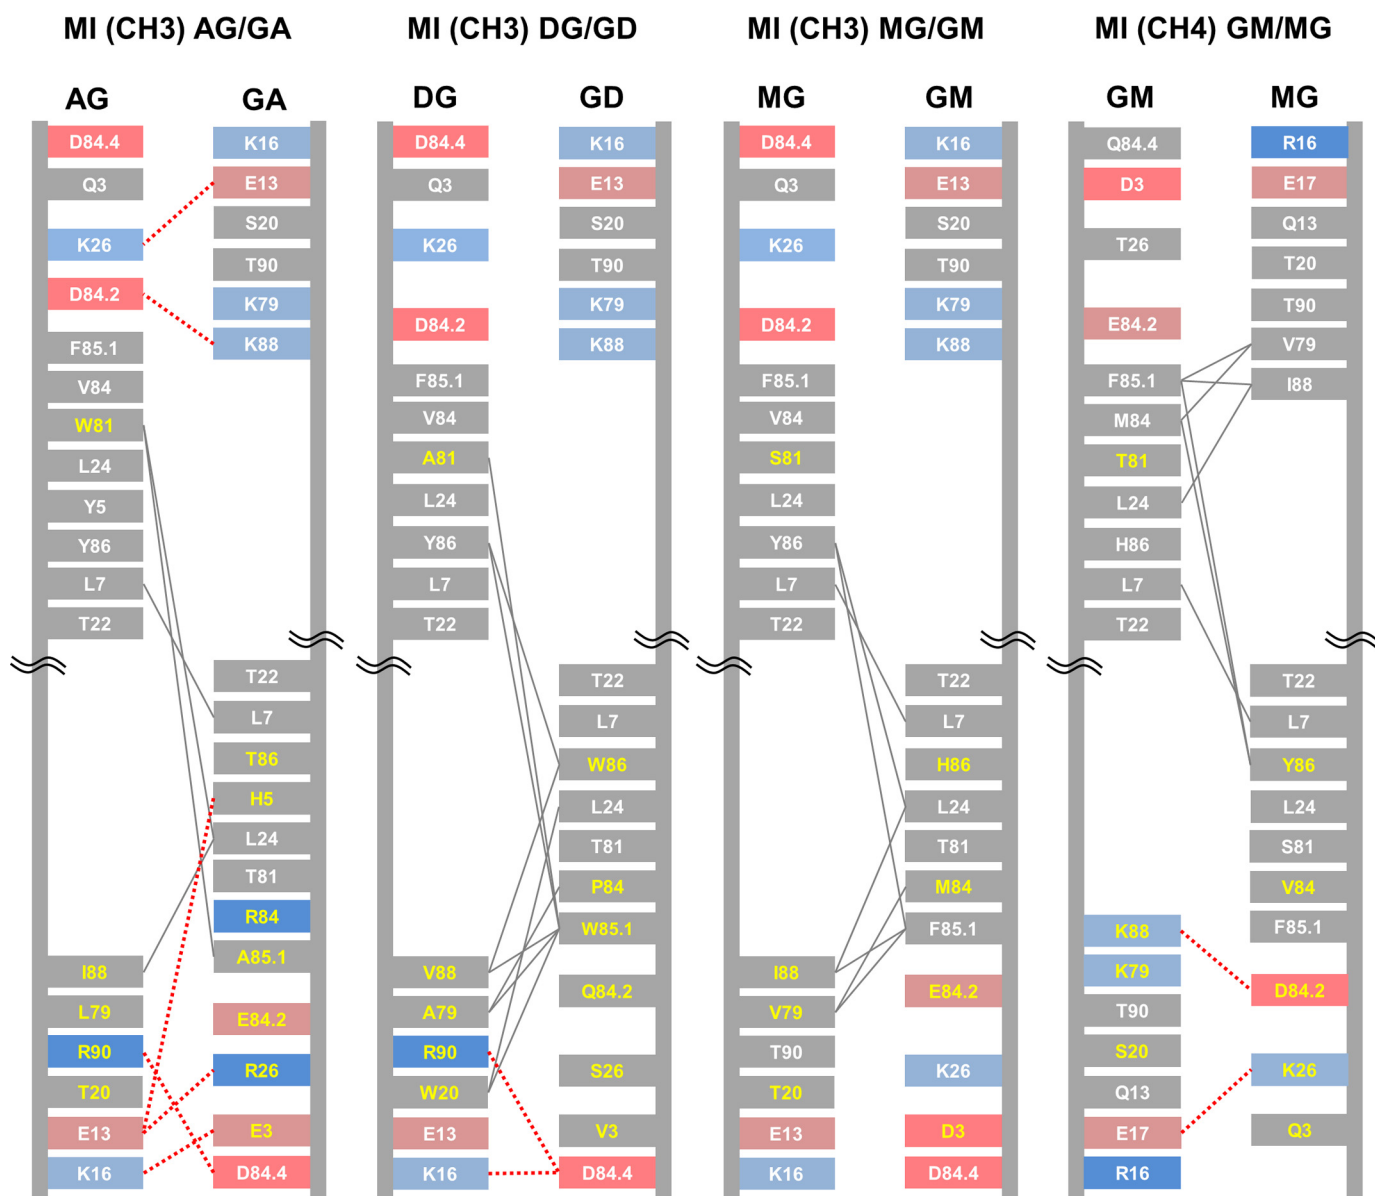 MI (CH3) AG/GA
AG
GA
D84.4
Q3
K26
D84.2
F85.1
V84
W81
L24
Y5
Y86
L7
T22
I88
L79
R90
T20
E13
K16
K16
E13
S20
T90
K79
K88
T22
L7
T86
H5
L24
T81
R84
A85.1
E84.2
R26
E3
D84.4
MI (CH3) DG/GD
DG
GD
D84.4
Q3
K26
D84.2
F85.1
V84
A81
L24
Y86
L7
T22
V88
A79
R90
W20
E13
K16
K16
E13
S20
T90
K79
K88
T22
L7
W86
L24
T81
P84
W85.1
Q84.2
S26
V3
D84.4
MI (CH3) MG/GM
MG
GM
D84.4
Q3
K26
D84.2
F85.1
V84
S81
L24
Y86
L7
T22
I88
V79
T90
T20
E13
K16
K16
E13
S20
T90
K79
K88
T22
L7
H86
L24
T81
M84
F85.1
E84.2
K26
D3
D84.4
MI (CH4) GM/MG
GM
MG
Q84.4
D3
T26
E84.2
F85.1
M84
T81
L24
H86
L7
T22
K88
K79
T90
S20
Q13
E17
R16
R16
E17
Q13
T20
T90
V79
I88
T22
L7
Y86
L24
S81
V84
F85.1
D84.2
K26
Q3